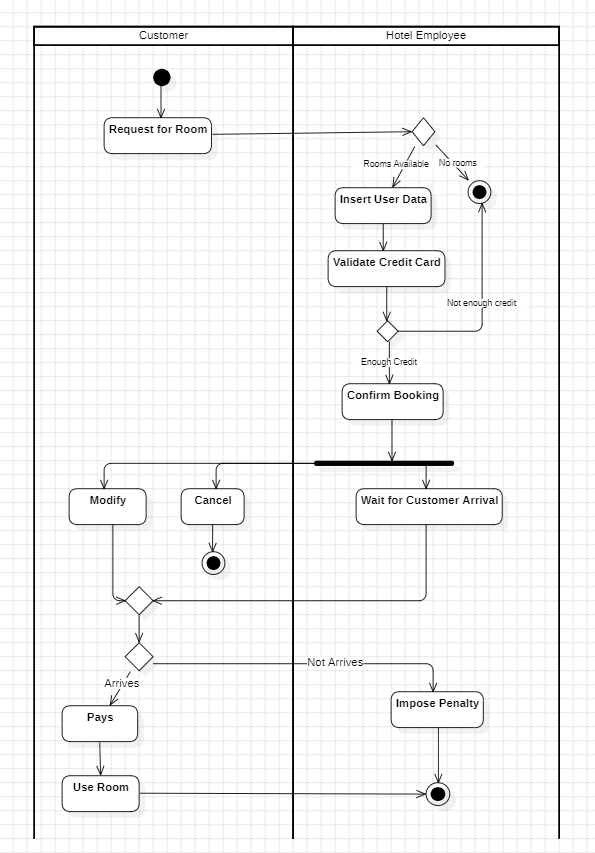 Customer
Hotel Employee
Request for Room
Rooms Available
No rooms
Insert User Data
Validate Credit Card
Not enough credit
Enough Credit
Confirm Booking
Modify
Cancel
Wait for Customer Arrival
Not Arrives
Arrives
Impose Penalty
Pays
Use Room